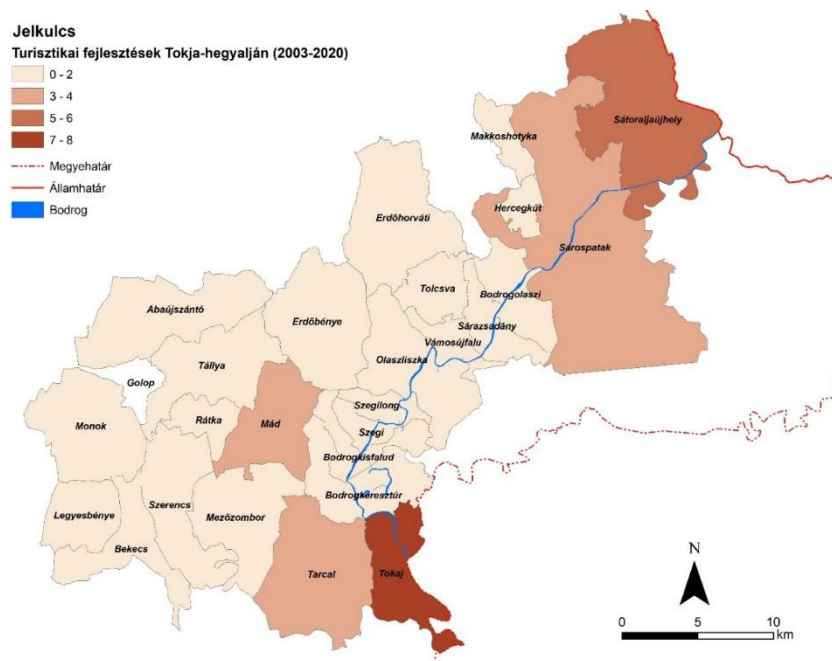 Jelkulcs
Turisztikai fejlesztések Tokja-hegyalján (2003-2020)
0 - 2
3 - 4
5 - 6
7 - 8
Megyehatár
Államhatár
Bodrog
Sátoraljaújhely
Makkoshotyka
Hercegkút
Sárospatak
Erdőhorváti
Tolcsva
Bodrogolaszi
Abaújszántó
Erdőbénye
Sárazsadány
Vámosújfalu
Olaszliszka
Tállya
Golop
Szegilong
Rátka
Mád
Monok
Szegi
Bodrogkisfalud
Bodrogkeresztúr
Szerencs
Legyesbénye
Mezőzombor
Bekecs
Tarcal
Tokaj
N
0 5 10
km